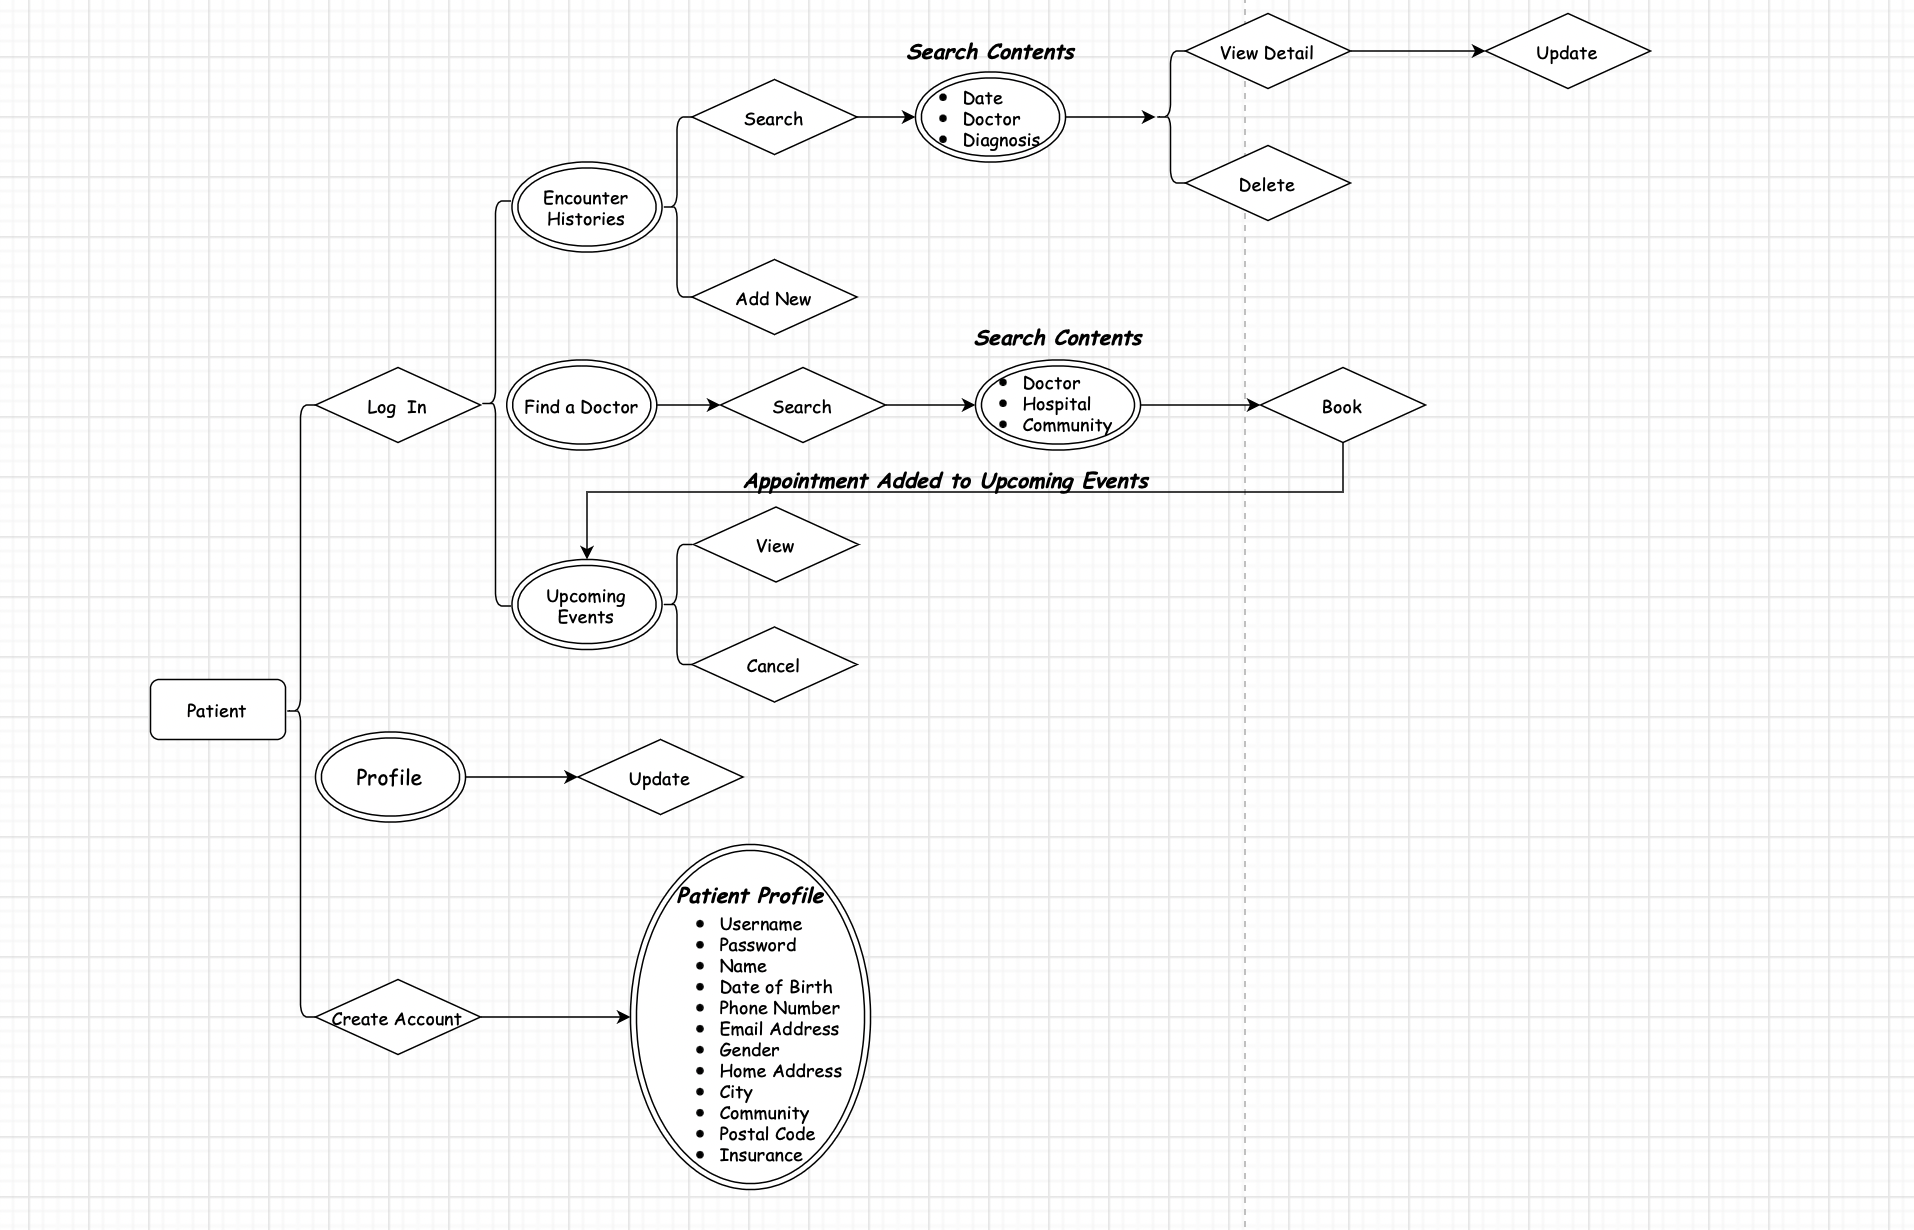 Search Contents
View Detail
Update
• Date
• Doctor
• Diagnosis
Search
Delete
Encounter
Histories
Add New
Search Contents
Log In
Find a Doctor
Search
• Doctor
• Hospital
• Community
Book
Appointment Added to Upcoming Events
View
Upcoming
Events
Cancel
Patient
Profile
Update
Patient Profile
• Username
• Password
• Name
• Date of Birth
• Phone Number
• Email Address
• Gender
• Home Address
• City
• Community
• Postal Code
• Insurance
Create Account